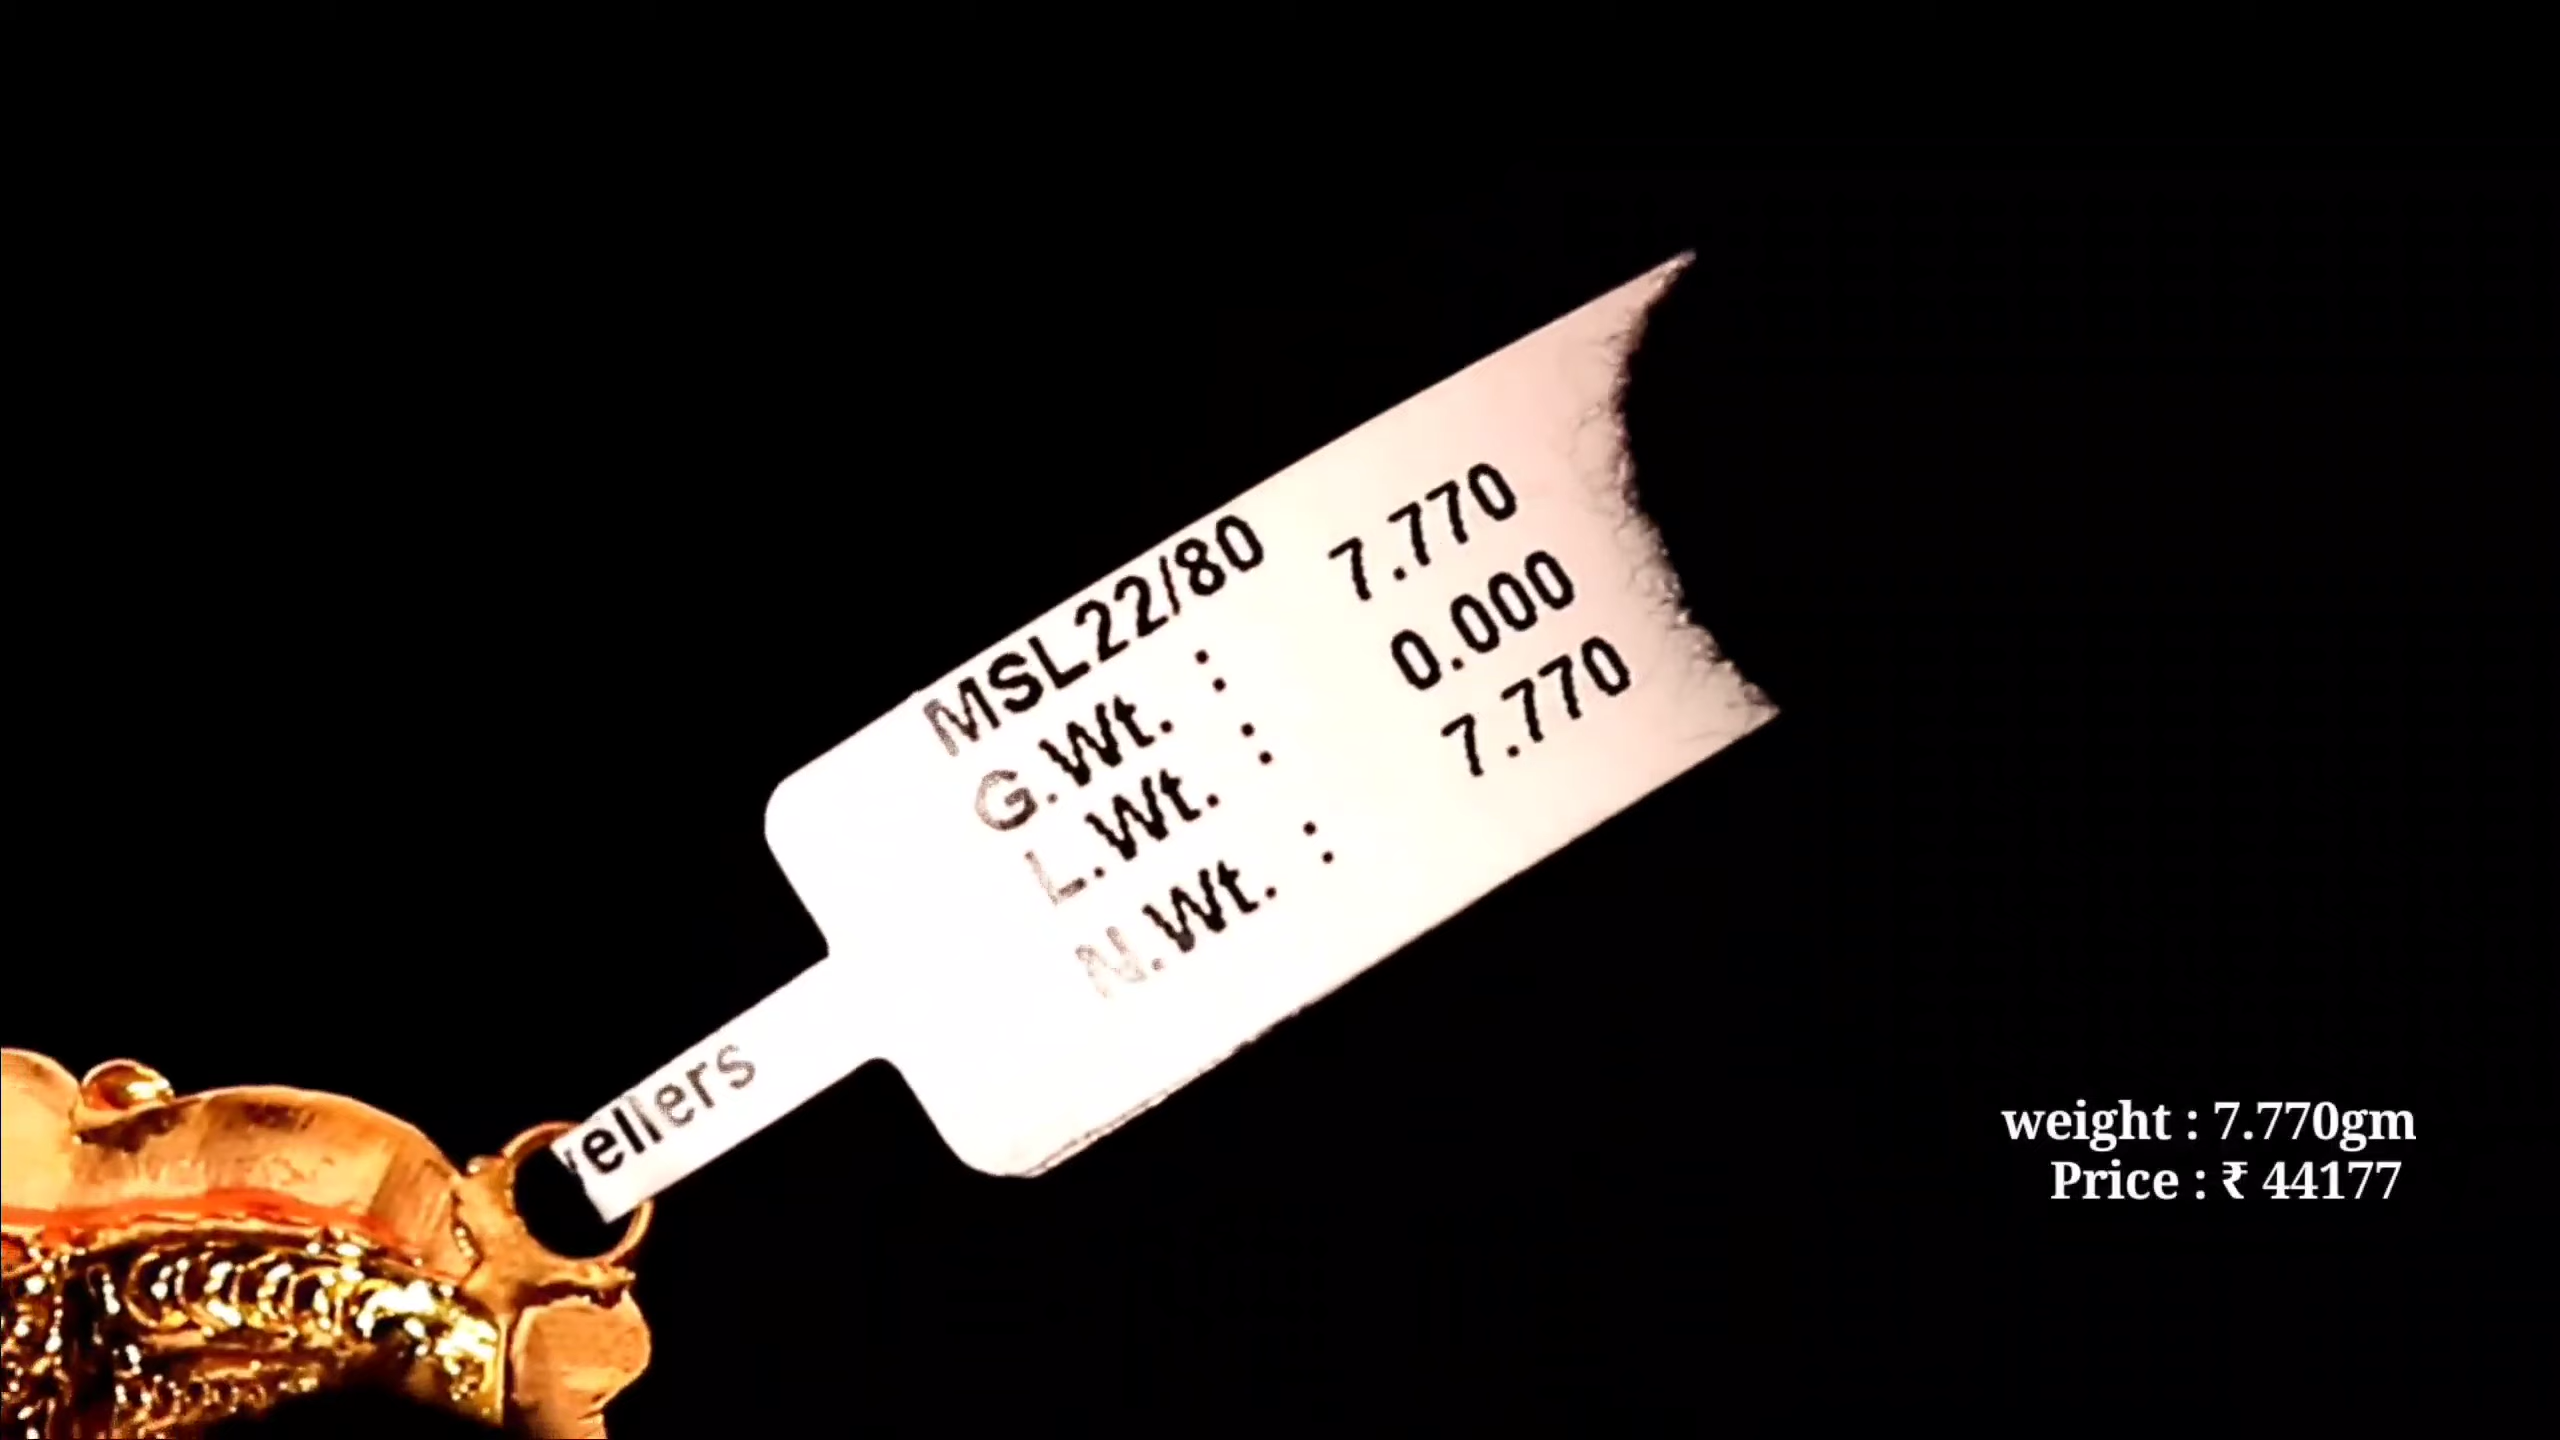 MSL22/80
G.Wt. : 7.770
L.Wt. : 0.000
N.Wt. : 7.770
ellers
weight : 7.770gm
Price : ₹ 44177